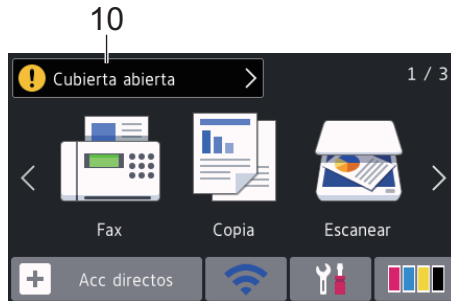 10
Cubierta abierta
1 / 3
Fax Copia Escanear
Acc directos